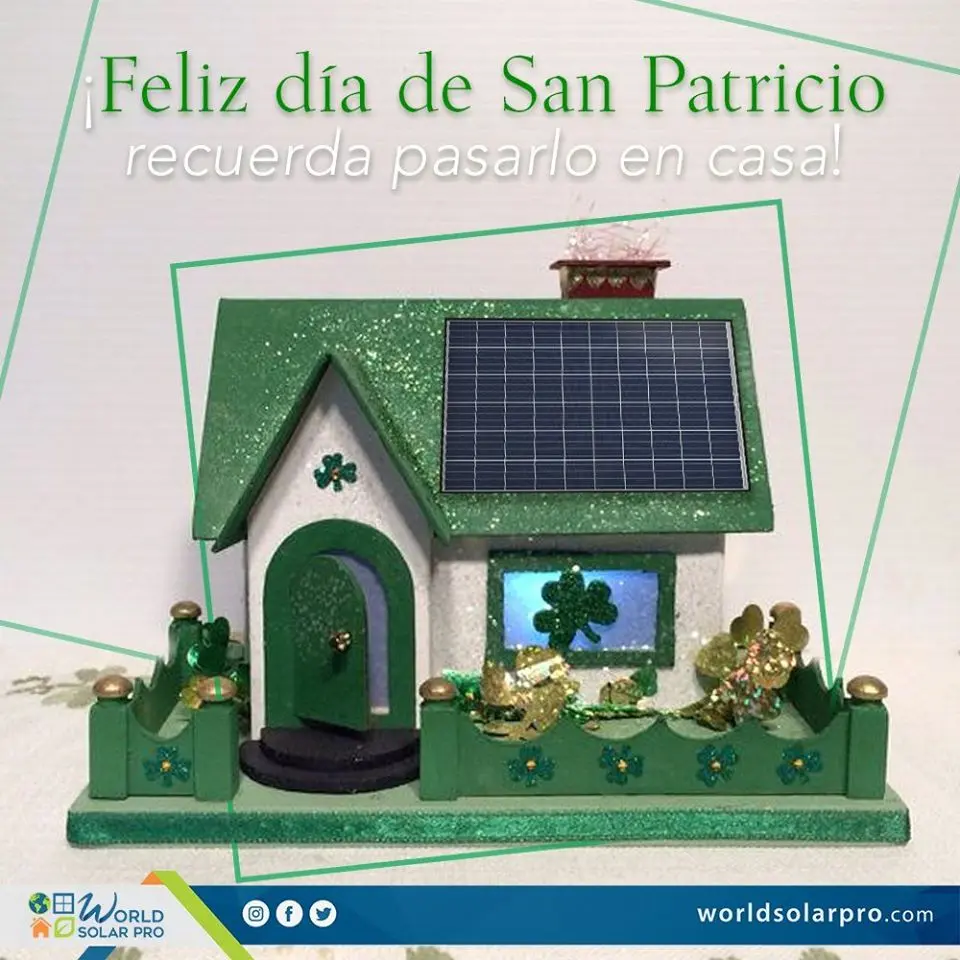 ¡Feliz día de San Patricio
recuerda pasarlo en casa!
WORLD
SOLAR PRO
worldsolarpro.com